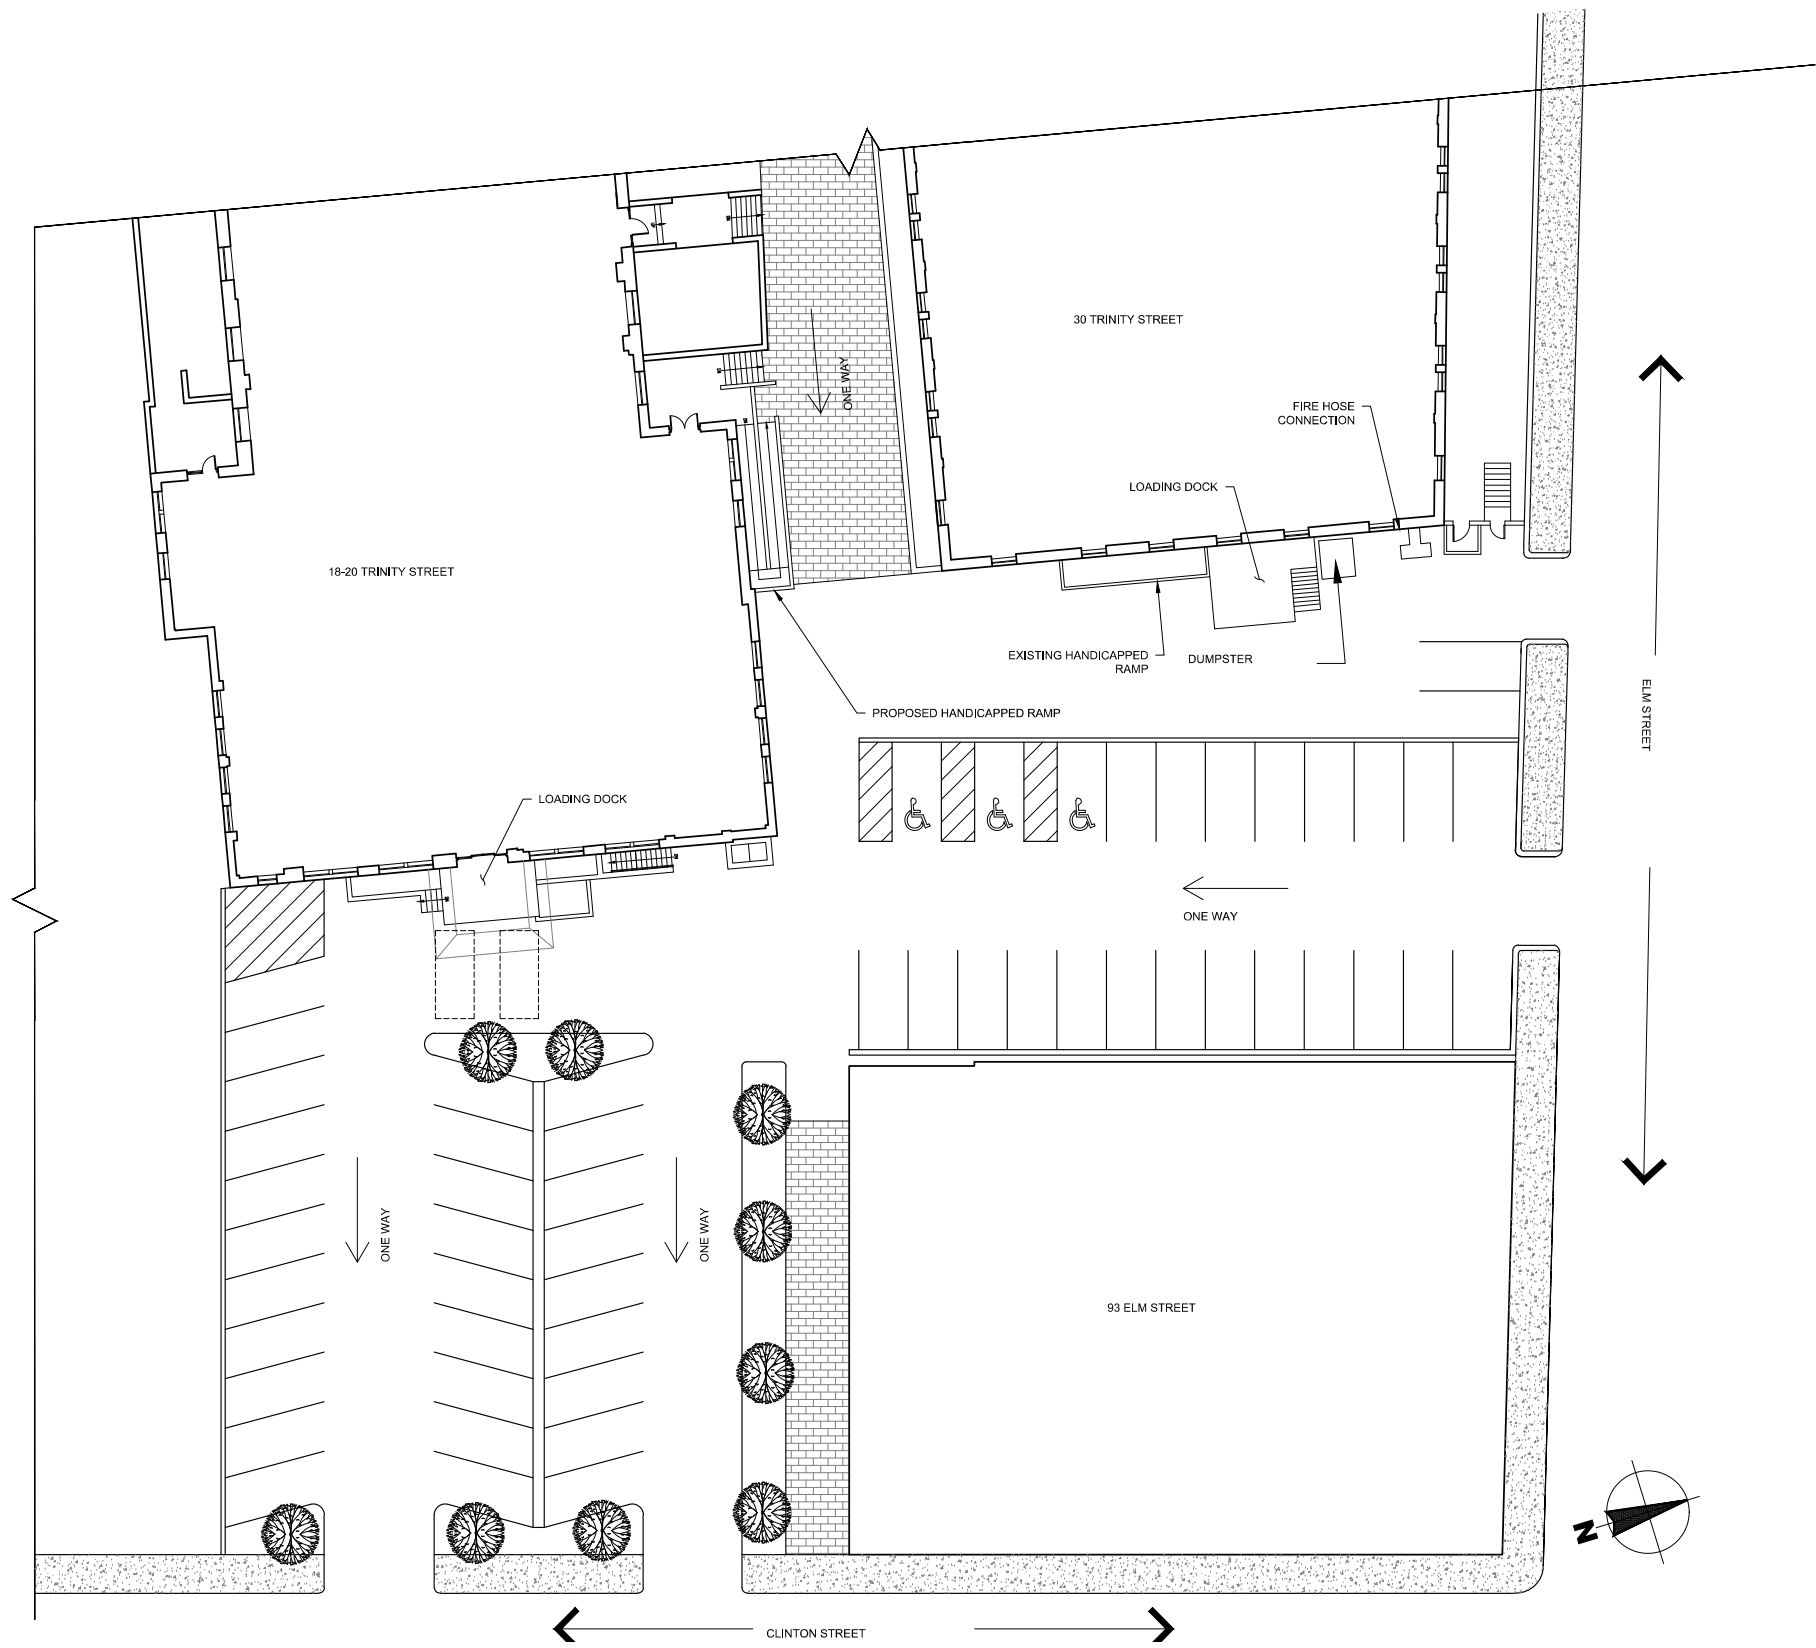 30 TRINITY STREET
ONE WAY
FIRE HOSE
CONNECTION
LOADING DOCK
18-20 TRINITY STREET
EXISTING HANDICAPPED
RAMP
DUMPSTER
PROPOSED HANDICAPPED RAMP
ELM STREET
LOADING DOCK
ONE WAY
ONE WAY
ONE WAY
93 ELM STREET
N
CLINTON STREET